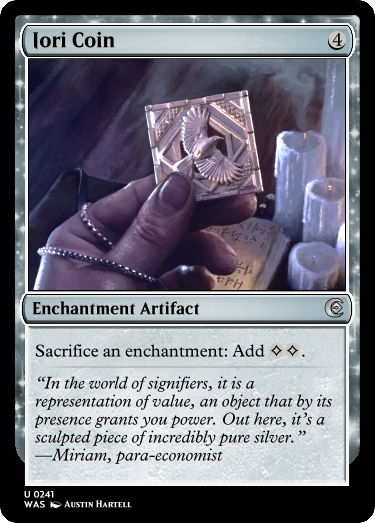 Iori Coin
4
Enchantment Artifact
Sacrifice an enchantment: Add ◇◇.
“In the world of signifiers, it is a
representation of value, an object that by its
presence grants you power. Out here, it’s a
sculpted piece of incredibly pure silver.”
—Miriam, para-economist
U 0241
WAS Austin Hartell